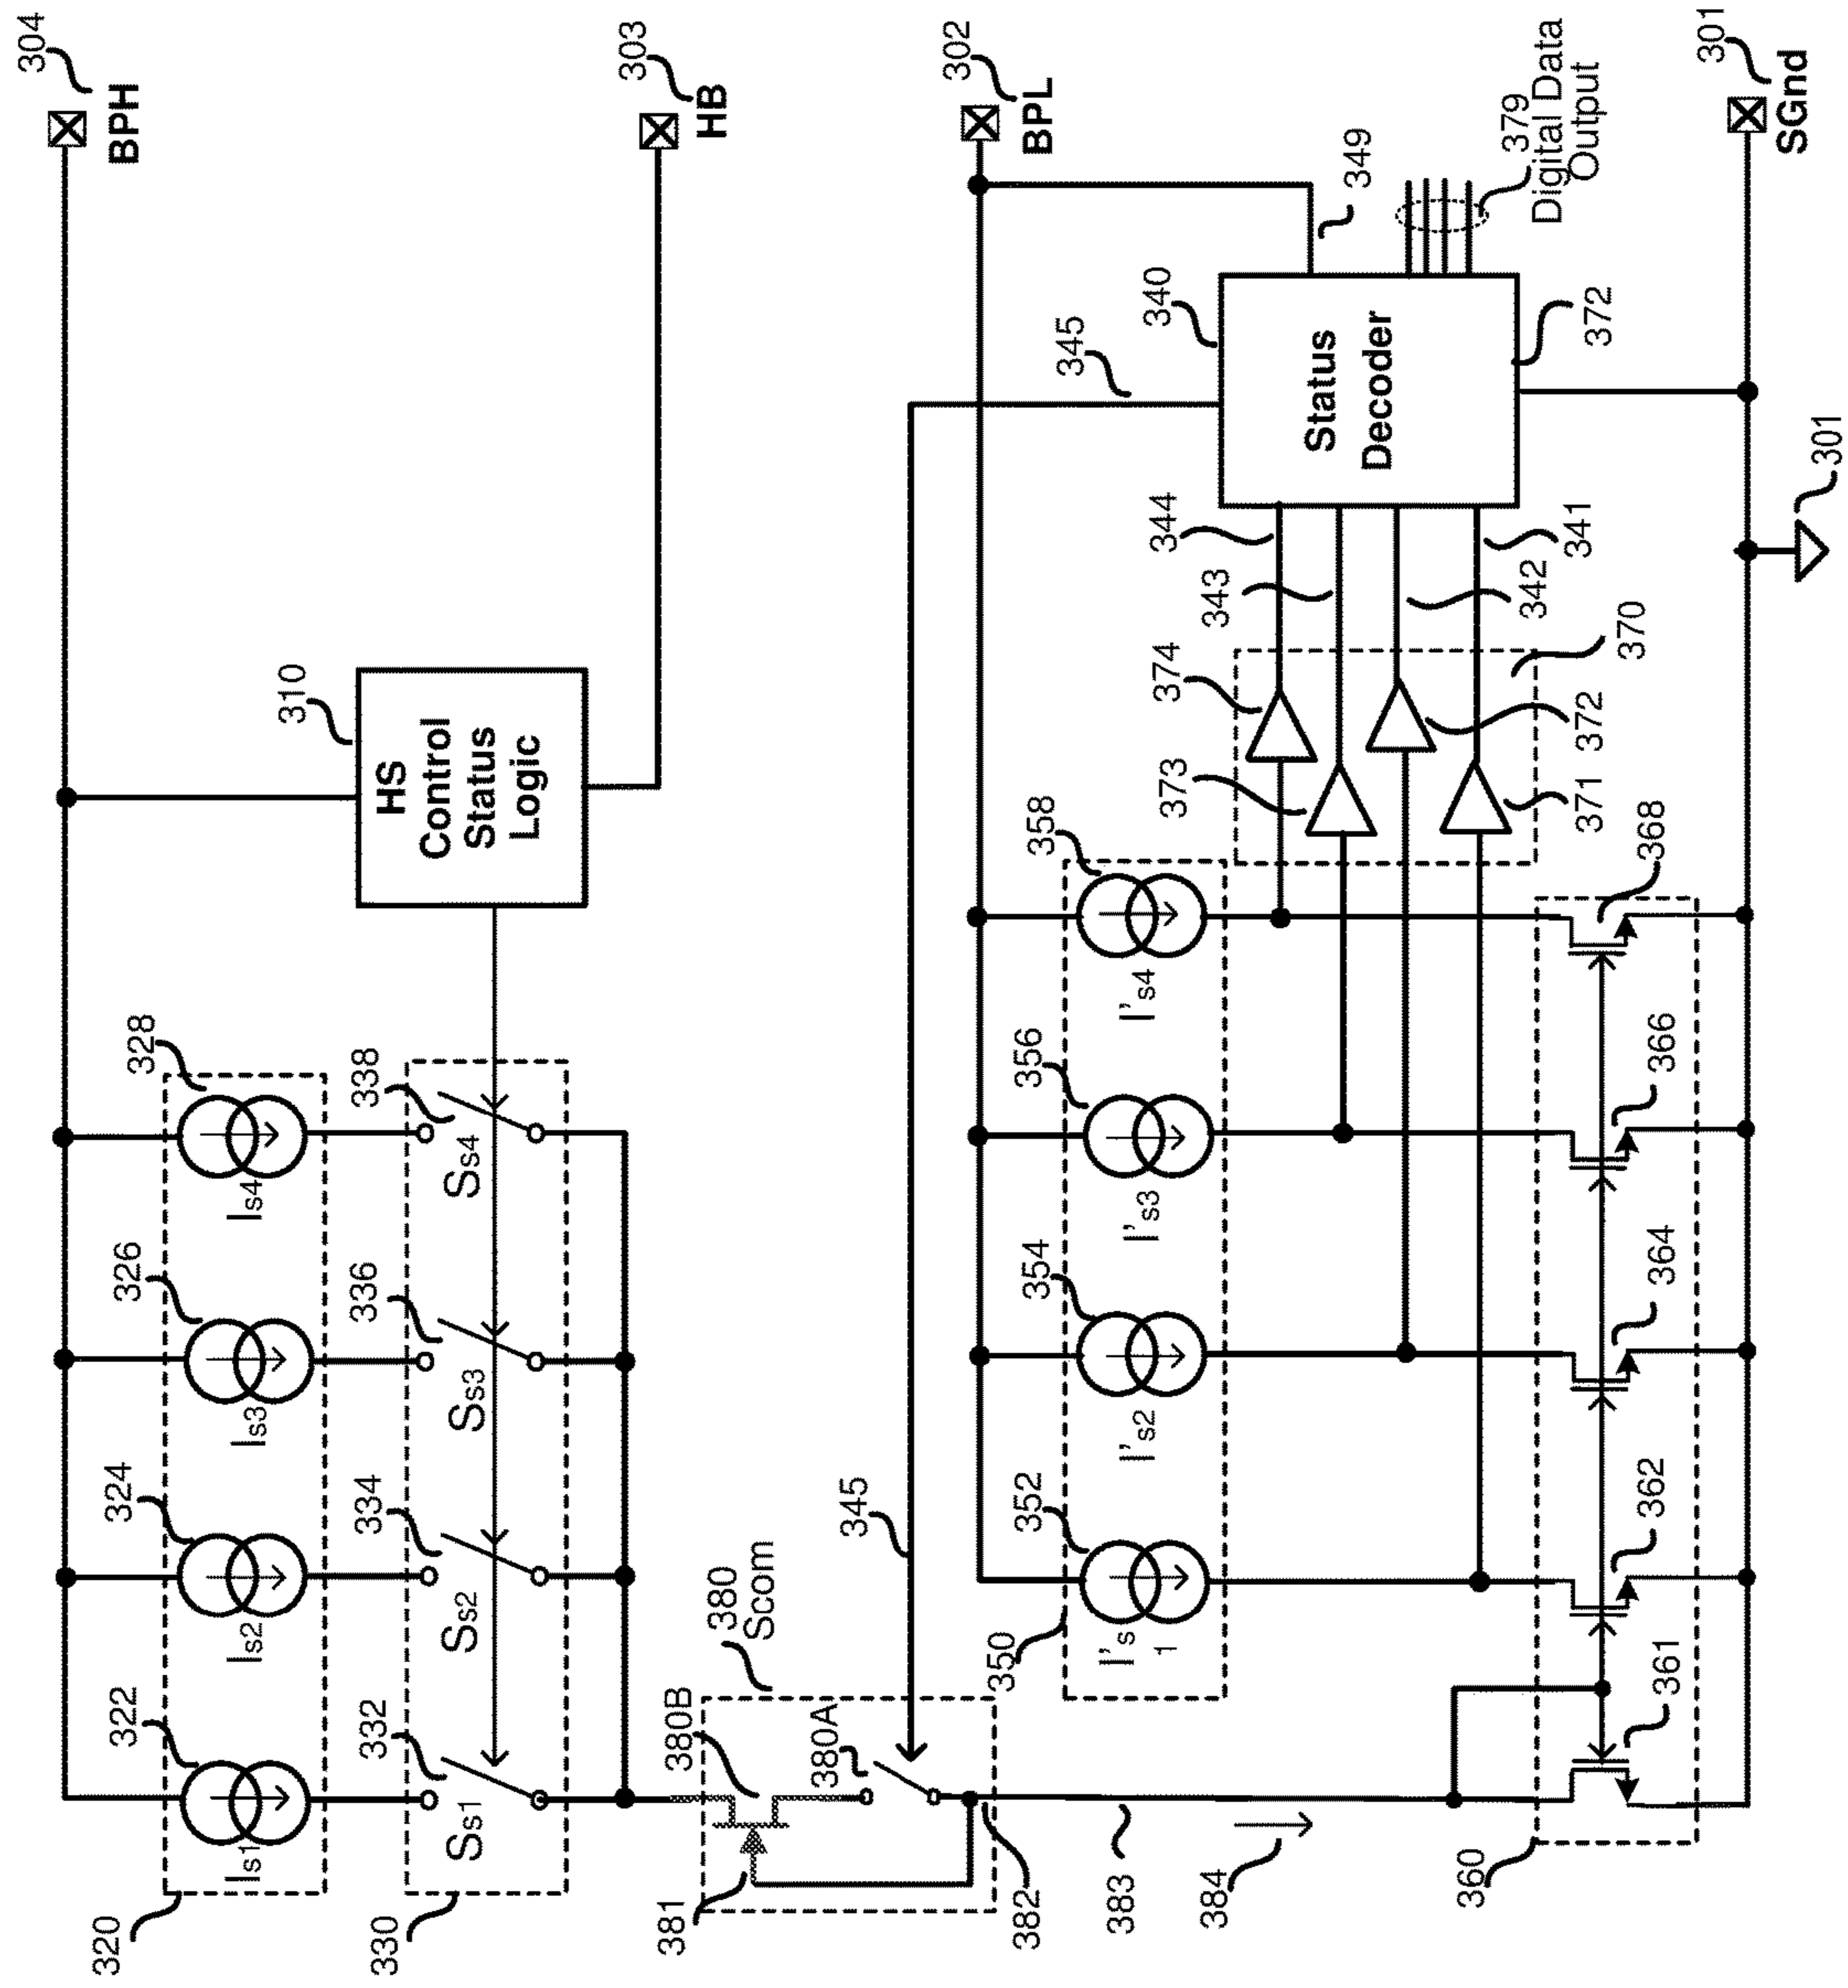 304
BPH
303
HB
310
HS
Control
Status
Logic
328
Is4
326
Is3
324
Is2
322
Is1
320
338
Ss4
336
Ss3
334
Ss2
332
Ss1
330
302
BPL
349
379
Digital Data
Output
301
SGnd
345
340
Status
Decoder
372
344
343
342
341
301
374
373
372
371
370
358
I's4
356
I's3
354
I's2
352
I's
1
350
345
380
Scom
380B
380A
381
382
383
384
368
366
364
362
361
360